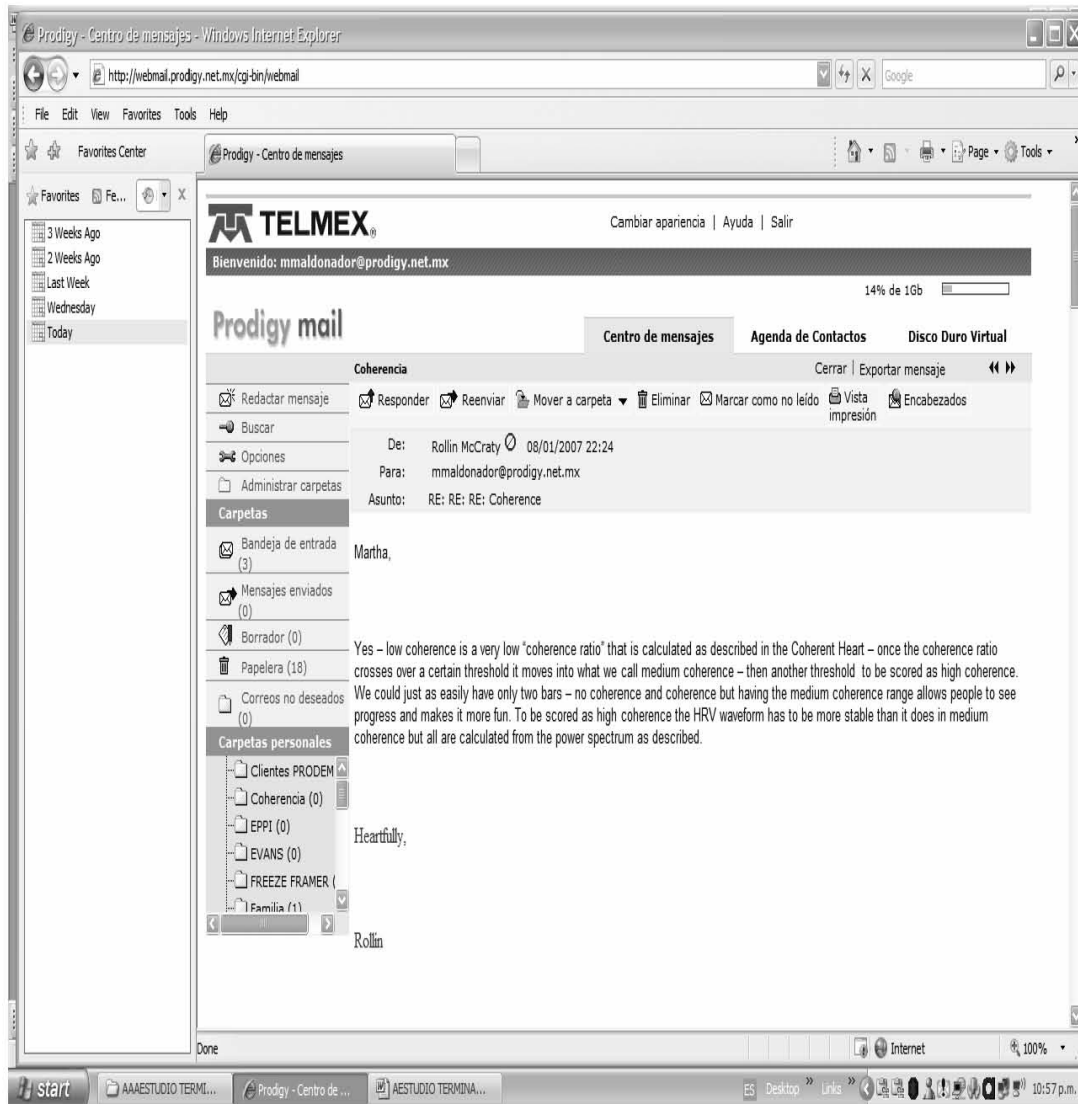 Prodigy - Centro de mensajes - Windows Internet Explorer
http://webmail.prodigy.net.mx/cgi-bin/webmail
Google
File Edit View Favorites Tools Help
Favorites Center
Prodigy - Centro de mensajes
Page Tools
Favorites Fe...
3 Weeks Ago
2 Weeks Ago
Last Week
Wednesday
Today
TELMEX®
Cambiar apariencia | Ayuda | Salir
Bienvenido: mmaldonador@prodigy.net.mx
14% de 1Gb
Prodigy mail
Centro de mensajes Agenda de Contactos Disco Duro Virtual
Coherencia
Cerrar | Exportar mensaje
Redactar mensaje
Buscar
Opciones
Administrar carpetas
Carpetas
Bandeja de entrada
(3)
Mensajes enviados
(0)
Borrador (0)
Papelera (18)
Correos no deseados
(0)
Carpetas personales
Clientes PRODEM
Coherencia (0)
EPPI (0)
EVANS (0)
FREEZE FRAMER (
Familia (1)
Responder Reenviar Mover a carpeta Eliminar Marcar como no leído Vista
impresión Encabezados
De: Rollin McCraty 08/01/2007 22:24
Para: mmaldonador@prodigy.net.mx
Asunto: RE: RE: RE: Coherence
Martha,
Yes – low coherence is a very low “coherence ratio” that is calculated as described in the Coherent Heart – once the coherence ratio
crosses over a certain threshold it moves into what we call medium coherence – then another threshold to be scored as high coherence.
We could just as easily have only two bars – no coherence and coherence but having the medium coherence range allows people to see
progress and makes it more fun. To be scored as high coherence the HRV waveform has to be more stable than it does in medium
coherence but all are calculated from the power spectrum as described.
Heartfully,
Rollin
Done
Internet
100%
start
AAAESTUDIO TERMI...
Prodigy - Centro de ...
AESTUDIO TERMINA...
ES Desktop » Links » 10:57 p.m.